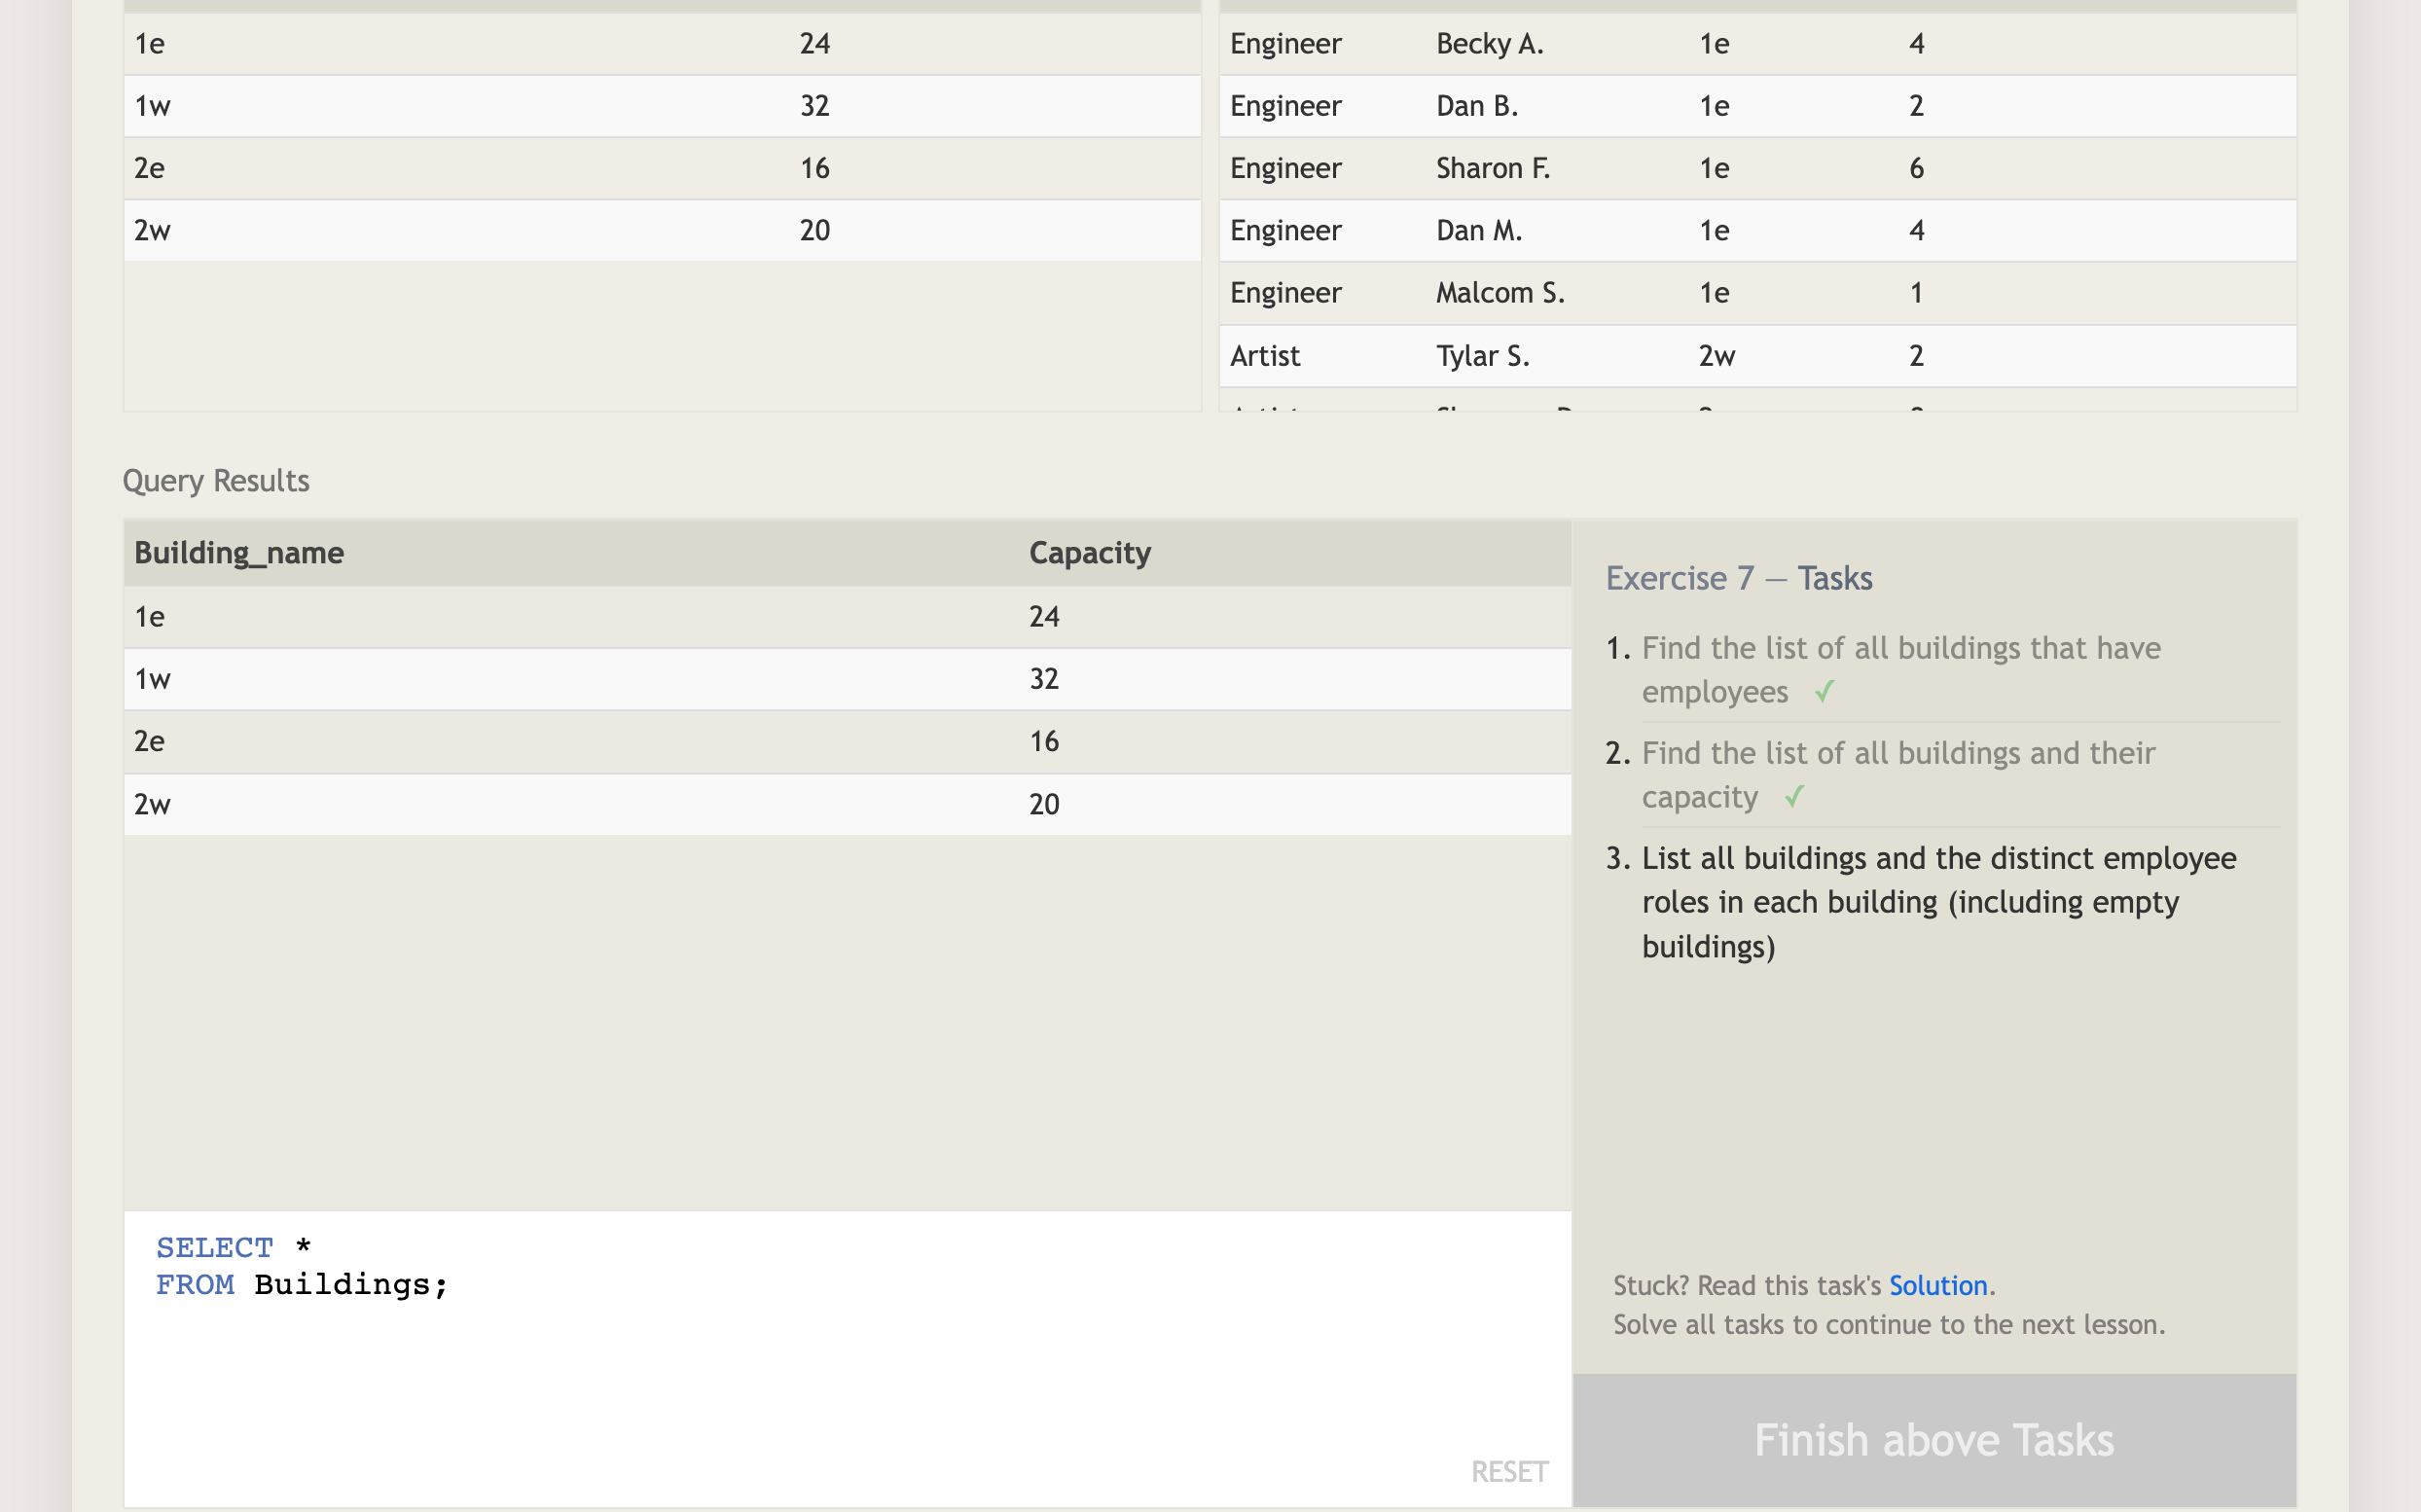 1e 24
1w 32
2e 16
2w 20
Engineer Becky A. 1e 4
Engineer Dan B. 1e 2
Engineer Sharon F. 1e 6
Engineer Dan M. 1e 4
Engineer Malcom S. 1e 1
Artist Tylar S. 2w 2
Query Results
Building_name Capacity
1e 24
1w 32
2e 16
2w 20
SELECT *
FROM Buildings;
RESET
Exercise 7 — Tasks
1. Find the list of all buildings that have
employees ✓
2. Find the list of all buildings and their
capacity ✓
3. List all buildings and the distinct employee
roles in each building (including empty
buildings)
Stuck? Read this task's Solution.
Solve all tasks to continue to the next lesson.
Finish above Tasks